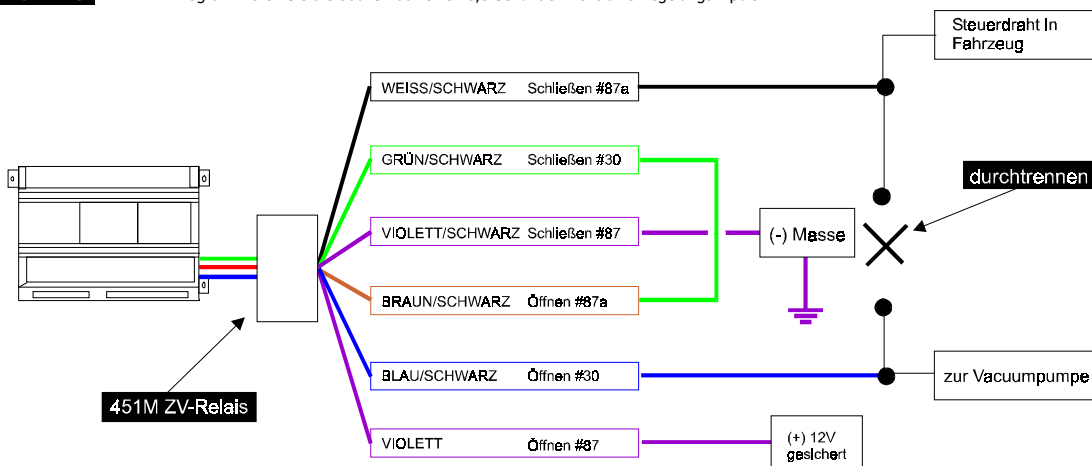 Steuerdraht In
Fahrzeug
WEISS/SCHWARZ Schließen #87a
GRÜN/SCHWARZ Schließen #30
durchtrennen
VIOLETT/SCHWARZ Schließen #87
(-) Masse
BRAUN/SCHWARZ Öffnen #87a
BLAU/SCHWARZ Öffnen #30
zur Vacuumpumpe
451M ZV-Relais
VIOLETT Öffnen #87
(+) 12V
gesichert